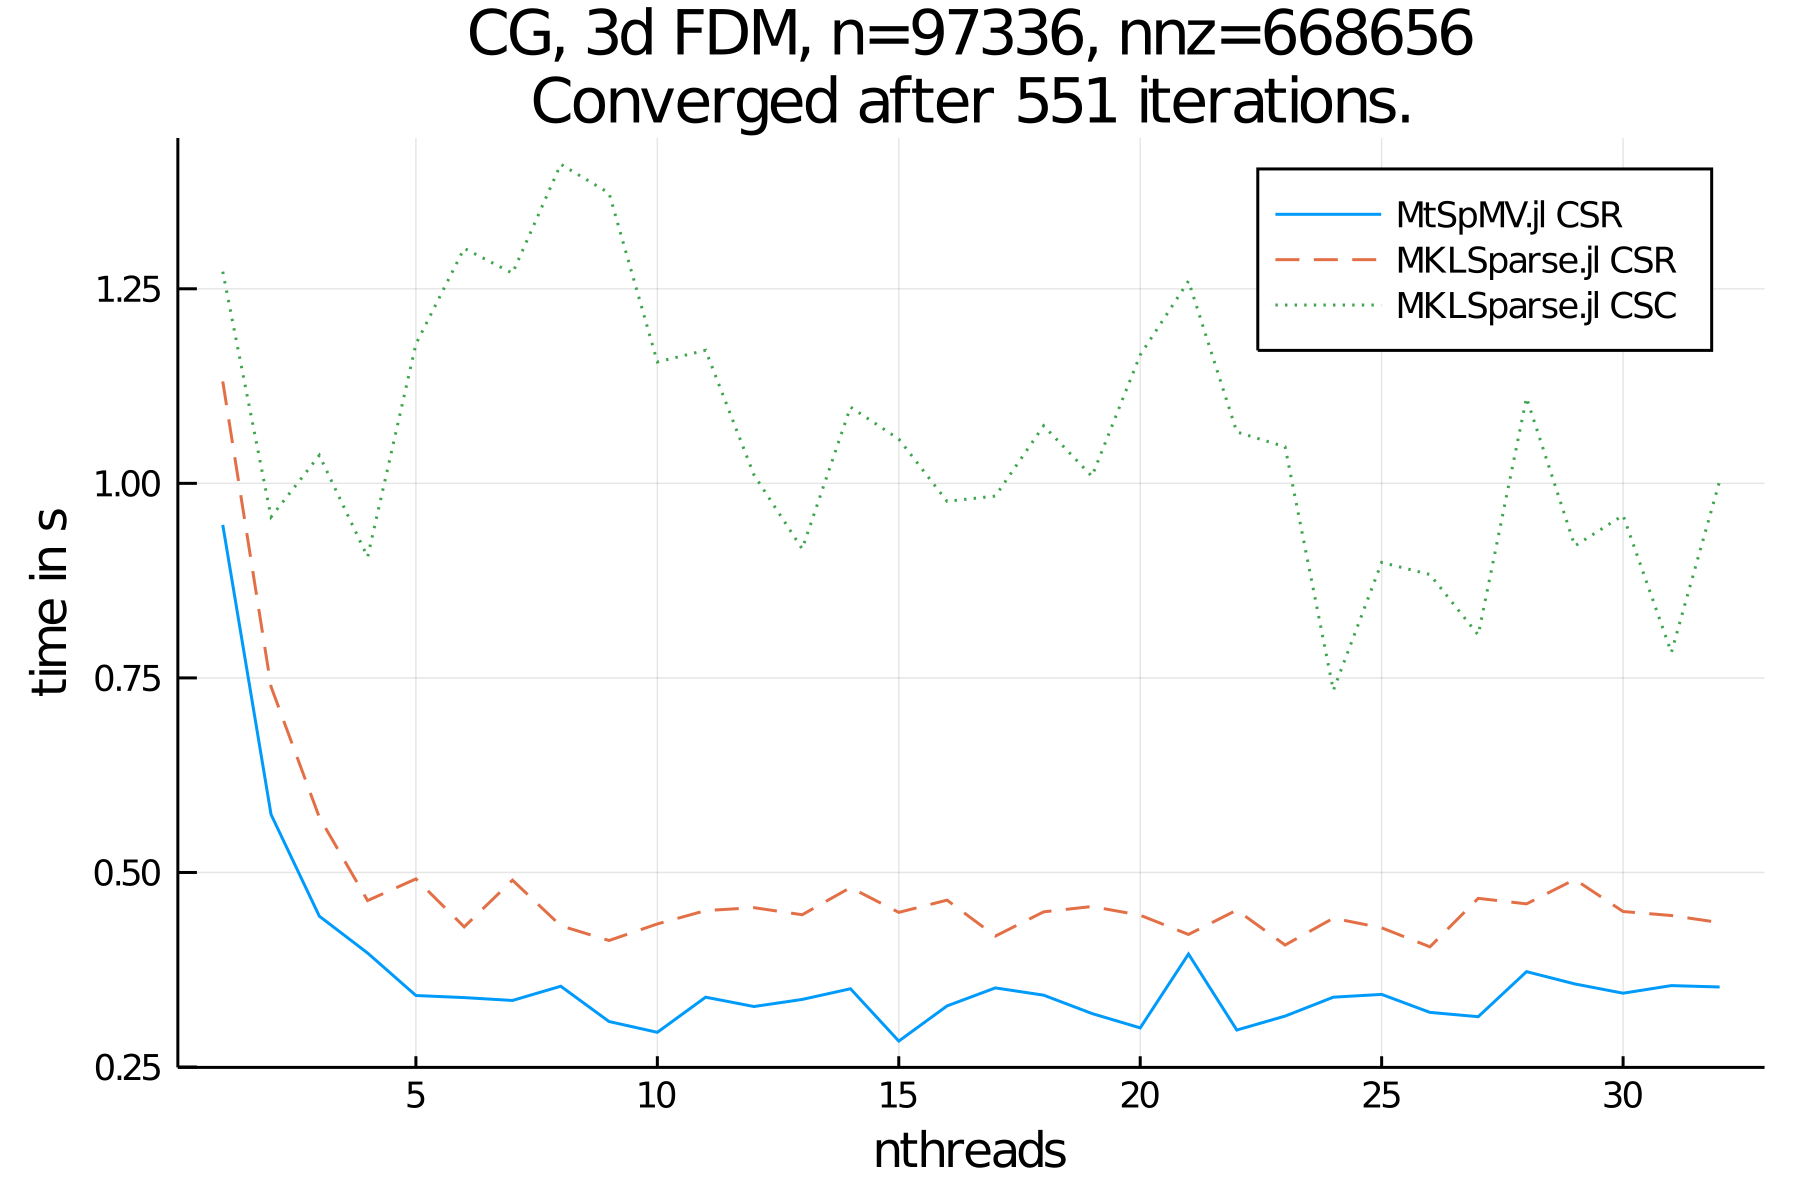 CG, 3d FDM, n=97336, nnz=668656
Converged after 551 iterations.
MtSpMV.jl CSR
MKLSparse.jl CSR
MKLSparse.jl CSC
1.25
1.00
0.75
0.50
0.25
time in s
5 10 15 20 25 30
nthreads